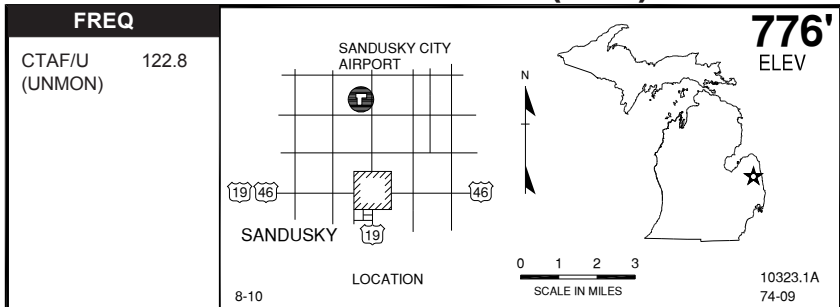 FREQ
CTAF/U 122.8
(UNMON)
SANDUSKY CITY
AIRPORT
T
19 46
46
SANDUSKY
19
LOCATION
8-10
N
0 1 2 3
SCALE IN MILES
776'
ELEV
10323.1A
74-09